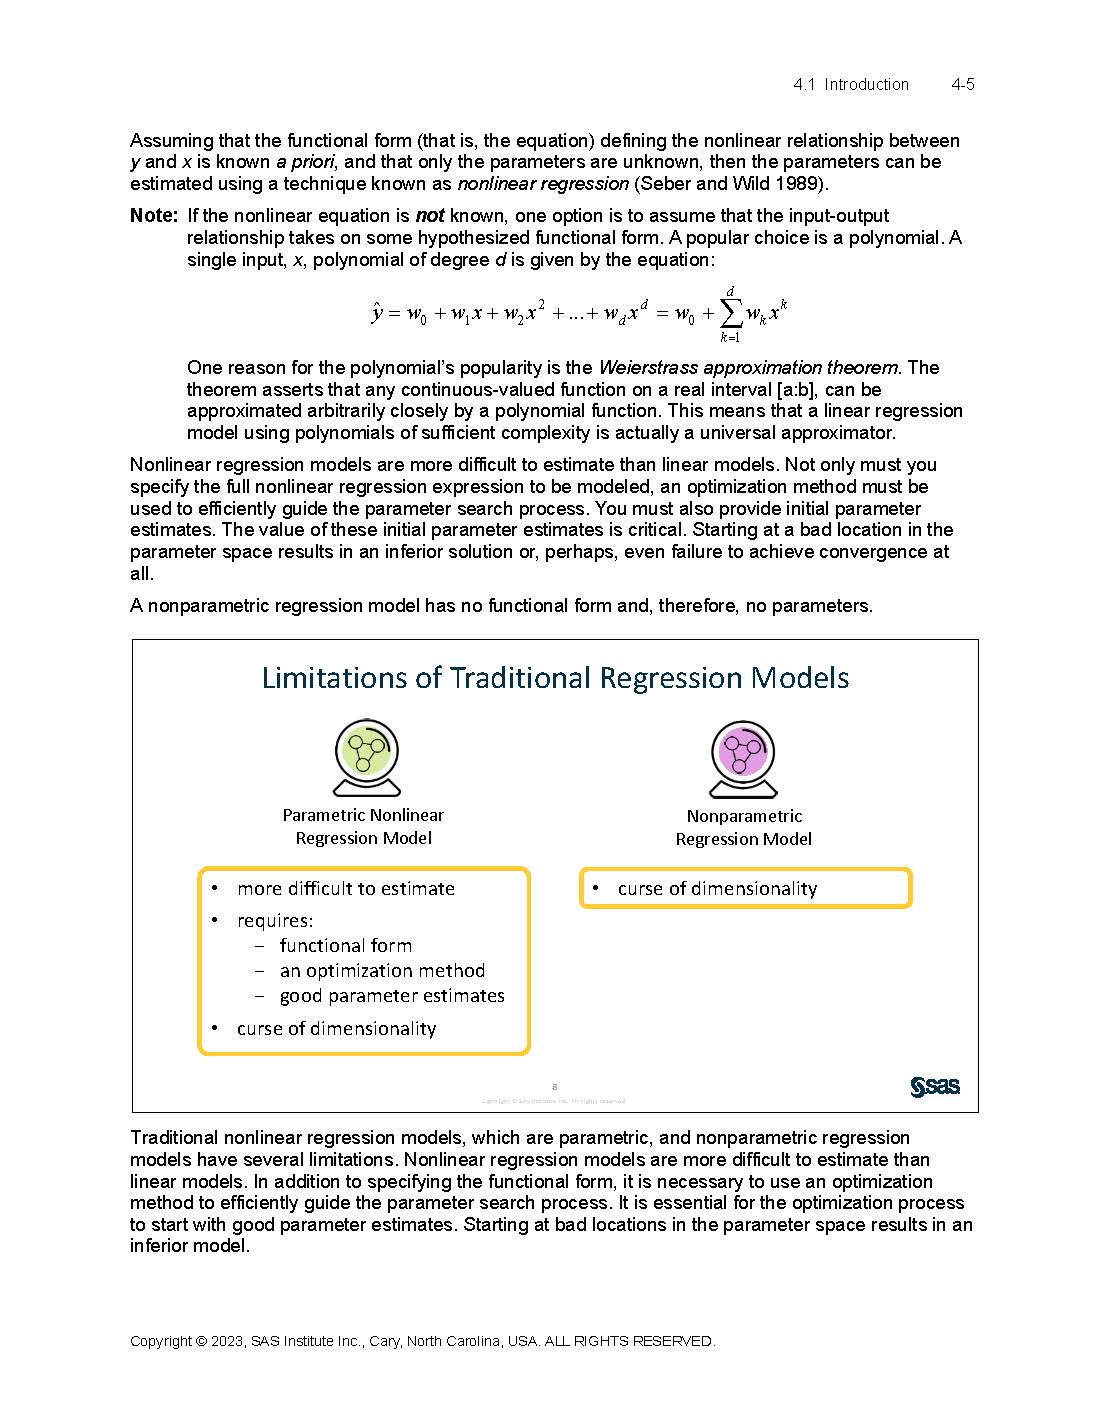 4.1 Introduction 4-5
Assuming that the functional form (that is, the equation) defining the nonlinear relationship between
y and x is known a priori, and that only the parameters are unknown, then the parameters can be
estimated using a technique known as nonlinear regression (Seber and Wild 1989).
Note: If the nonlinear equation is not known, one option is to assume that the input-output
relationship takes on some hypothesized functional form. A popular choice is a polynomial. A
single input, x, polynomial of degree d is given by the equation:
ŷ = w₀ + w₁x + w₂x² + ...+ w_d x^d = w₀ + ∑_{k=1}^{d} w_k x^k
One reason for the polynomial’s popularity is the Weierstrass approximation theorem. The
theorem asserts that any continuous-valued function on a real interval [a:b], can be
approximated arbitrarily closely by a polynomial function. This means that a linear regression
model using polynomials of sufficient complexity is actually a universal approximator.
Nonlinear regression models are more difficult to estimate than linear models. Not only must you
specify the full nonlinear regression expression to be modeled, an optimization method must be
used to efficiently guide the parameter search process. You must also provide initial parameter
estimates. The value of these initial parameter estimates is critical. Starting at a bad location in the
parameter space results in an inferior solution or, perhaps, even failure to achieve convergence at
all.
A nonparametric regression model has no functional form and, therefore, no parameters.
Limitations of Traditional Regression Models
Parametric Nonlinear
Regression Model
• more difficult to estimate
• requires:
– functional form
– an optimization method
– good parameter estimates
• curse of dimensionality
Nonparametric
Regression Model
• curse of dimensionality
8
Copyright © SAS Institute Inc. All rights reserved.
sas
Traditional nonlinear regression models, which are parametric, and nonparametric regression
models have several limitations. Nonlinear regression models are more difficult to estimate than
linear models. In addition to specifying the functional form, it is necessary to use an optimization
method to efficiently guide the parameter search process. It is essential for the optimization process
to start with good parameter estimates. Starting at bad locations in the parameter space results in an
inferior model.
Copyright © 2023, SAS Institute Inc., Cary, North Carolina, USA. ALL RIGHTS RESERVED.